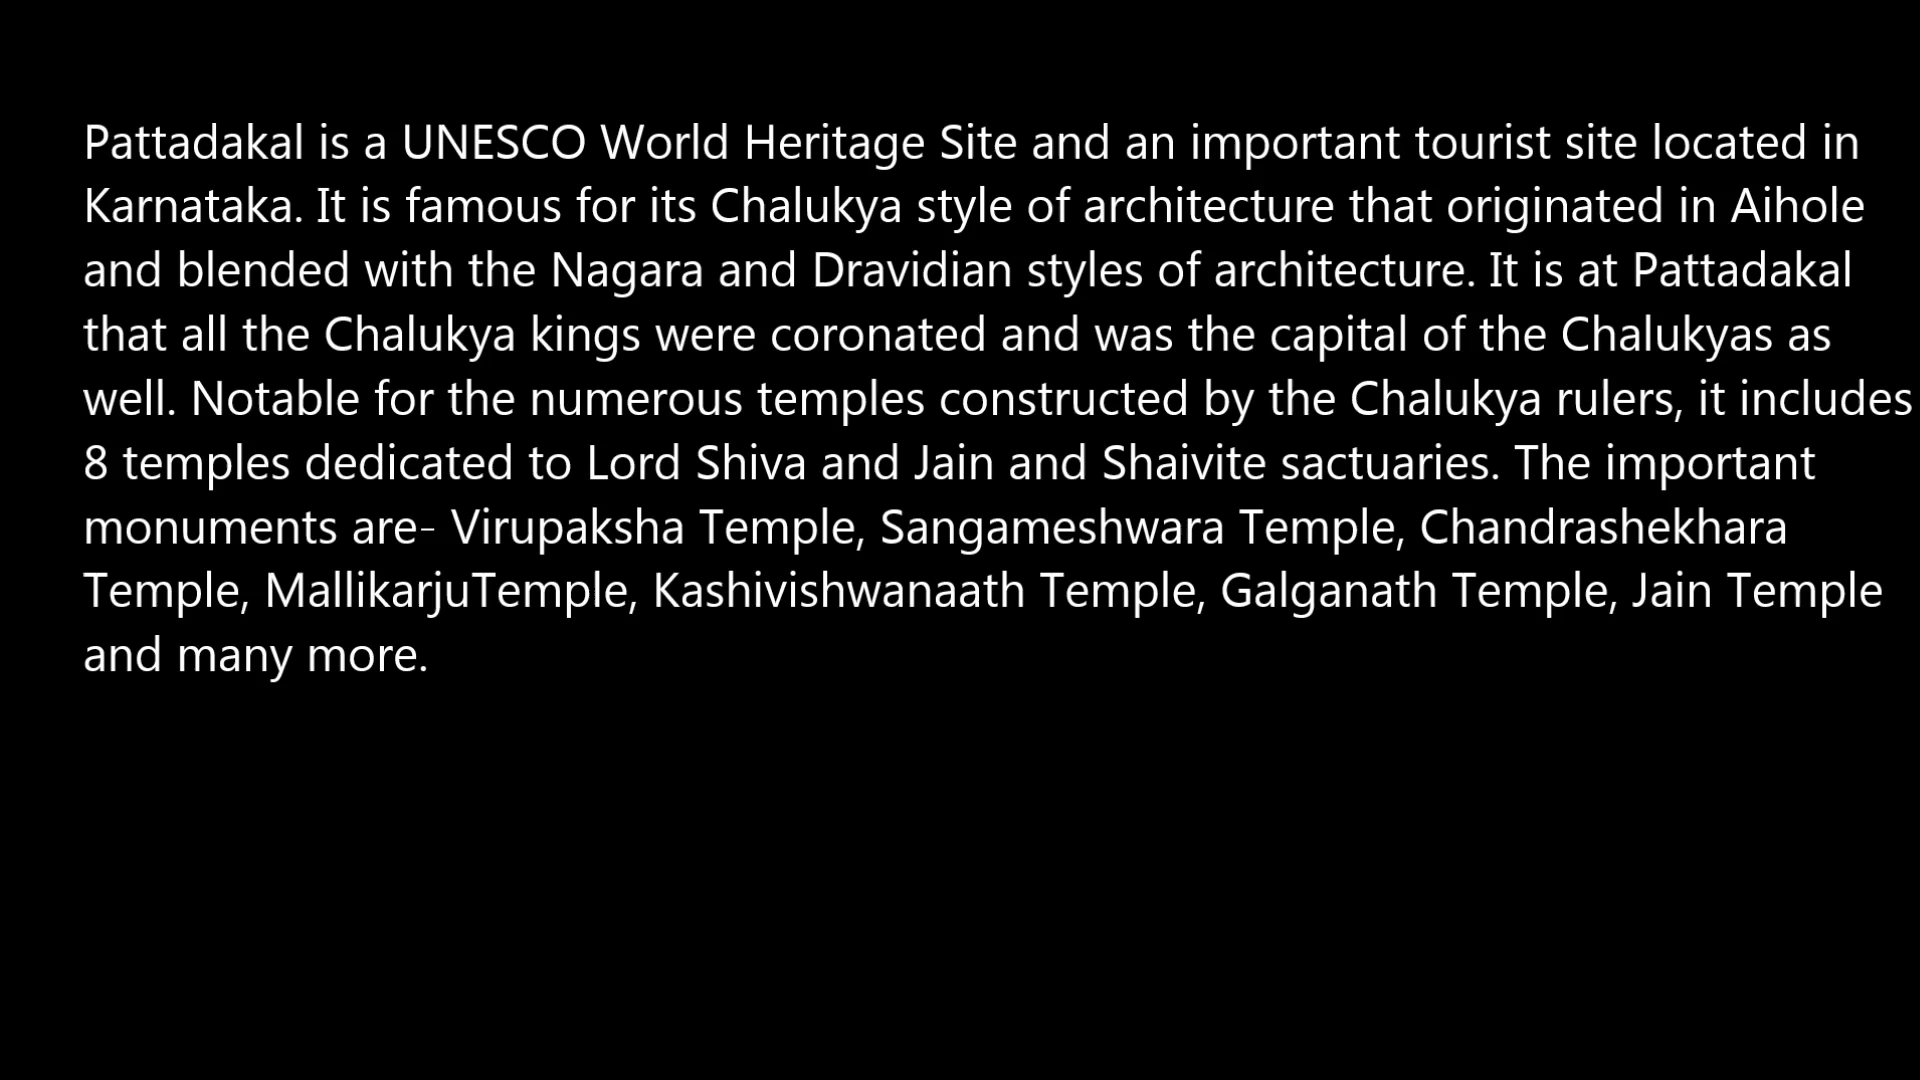 Pattadakal is a UNESCO World Heritage Site and an important tourist site located in
Karnataka. It is famous for its Chalukya style of architecture that originated in Aihole
and blended with the Nagara and Dravidian styles of architecture. It is at Pattadakal
that all the Chalukya kings were coronated and was the capital of the Chalukyas as
well. Notable for the numerous temples constructed by the Chalukya rulers, it includes
8 temples dedicated to Lord Shiva and Jain and Shaivite sactuaries. The important
monuments are- Virupaksha Temple, Sangameshwara Temple, Chandrashekhara
Temple, MallikarjuTemple, Kashivishwanaath Temple, Galganath Temple, Jain Temple
and many more.